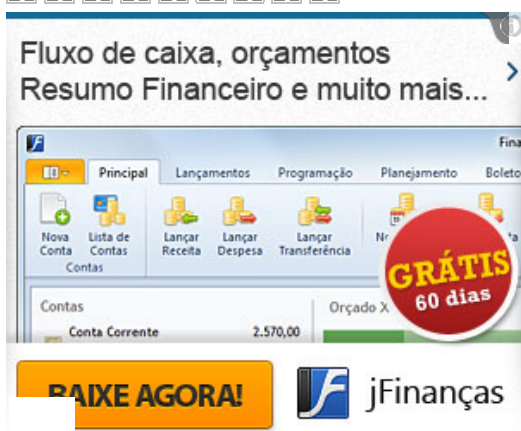 Fluxo de caixa, orçamentos
Resumo Financeiro e muito mais...
Principal Lançamentos Programação Planejamento
Nova Conta
Lista de Contas
Lançar Receita
Lançar Despesa
Lançar Transferência
Contas
GRÁTIS
60 dias
Contas
Orçado X
Conta Corrente 2.570,00
BAIXE AGORA!
jFinanças